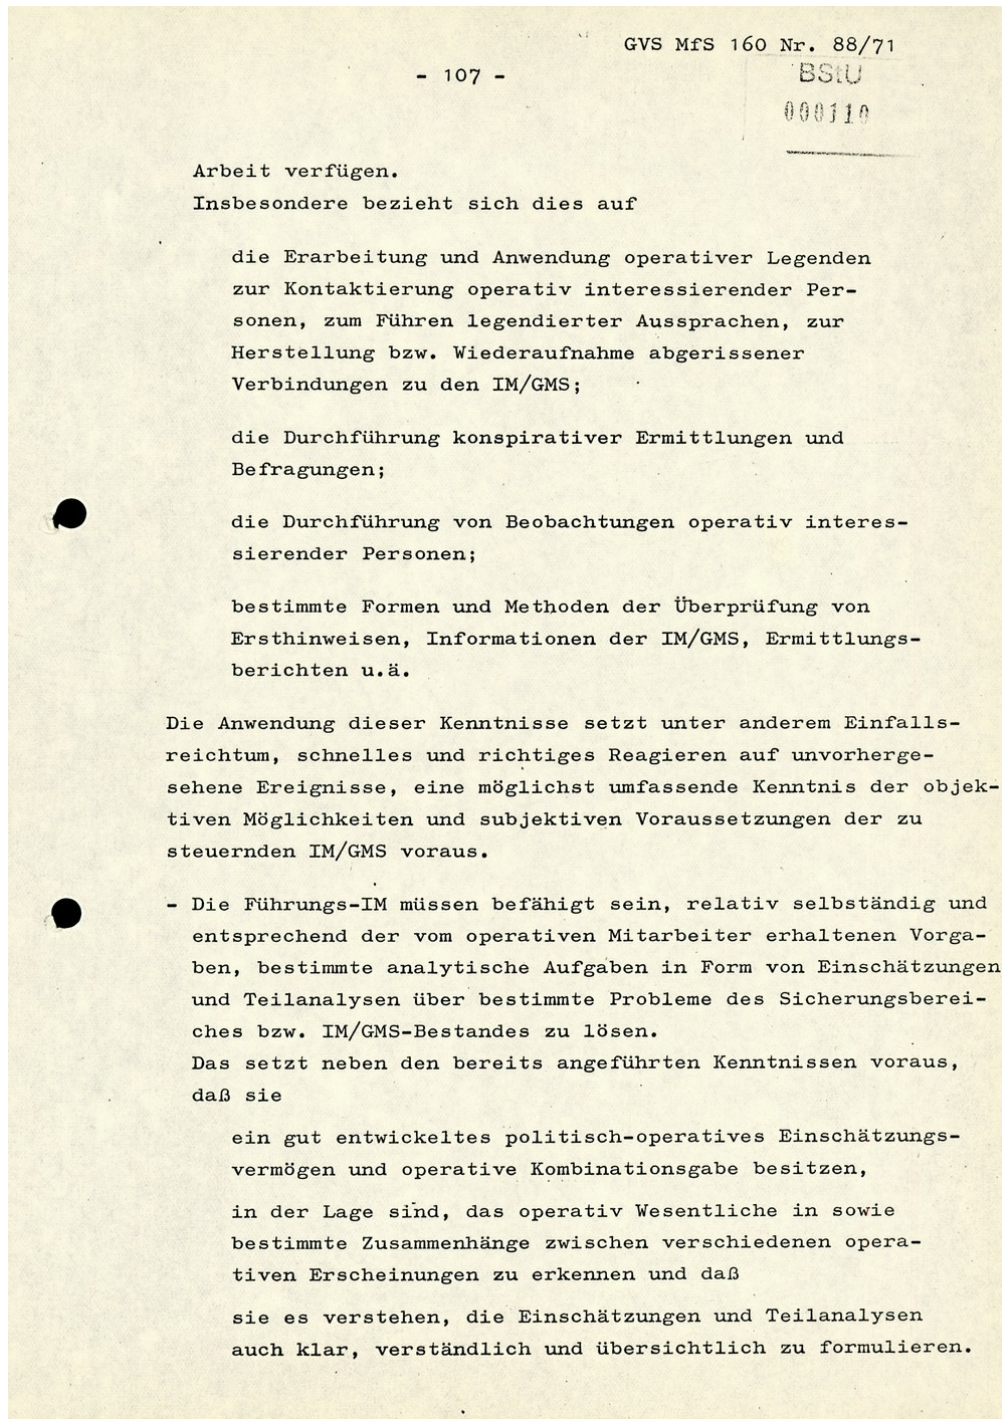 GVS MfS 160 Nr. 88/71
- 107 -
BStU
000110
Arbeit verfügen.
Insbesondere bezieht sich dies auf
die Erarbeitung und Anwendung operativer Legenden
zur Kontaktierung operativ interessierender Per-
sonen, zum Führen legendierter Aussprachen, zur
Herstellung bzw. Wiederaufnahme abgerissener
Verbindungen zu den IM/GMS;
die Durchführung konspirativer Ermittlungen und
Befragungen;
die Durchführung von Beobachtungen operativ interes-
sierender Personen;
bestimmte Formen und Methoden der Überprüfung von
Ersthinweisen, Informationen der IM/GMS, Ermittlungs-
berichten u.ä.
Die Anwendung dieser Kenntnisse setzt unter anderem Einfalls-
reichtum, schnelles und richtiges Reagieren auf unvorherge-
sehene Ereignisse, eine möglichst umfassende Kenntnis der objek-
tiven Möglichkeiten und subjektiven Voraussetzungen der zu
steuernden IM/GMS voraus.
- Die Führungs-IM müssen befähigt sein, relativ selbständig und
entsprechend der vom operativen Mitarbeiter erhaltenen Vorga-
ben, bestimmte analytische Aufgaben in Form von Einschätzungen
und Teilanalysen über bestimmte Probleme des Sicherungsberei-
ches bzw. IM/GMS-Bestandes zu lösen.
Das setzt neben den bereits angeführten Kenntnissen voraus,
daß sie
ein gut entwickeltes politisch-operatives Einschätzungs-
vermögen und operative Kombinationsgabe besitzen,
in der Lage sind, das operativ Wesentliche in sowie
bestimmte Zusammenhänge zwischen verschiedenen opera-
tiven Erscheinungen zu erkennen und daß
sie es verstehen, die Einschätzungen und Teilanalysen
auch klar, verständlich und übersichtlich zu formulieren.